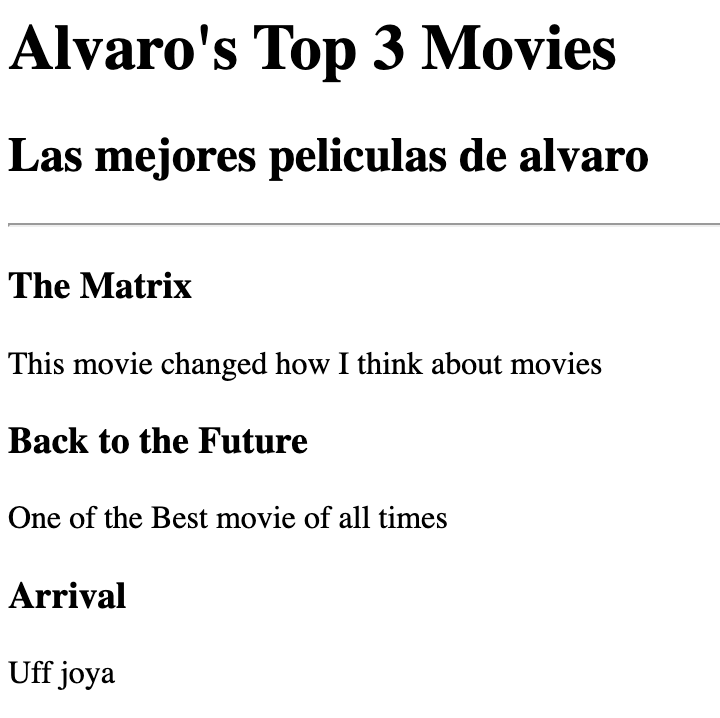 Alvaro's Top 3 Movies
Las mejores peliculas de alvaro
The Matrix
This movie changed how I think about movies
Back to the Future
One of the Best movie of all times
Arrival
Uff joya